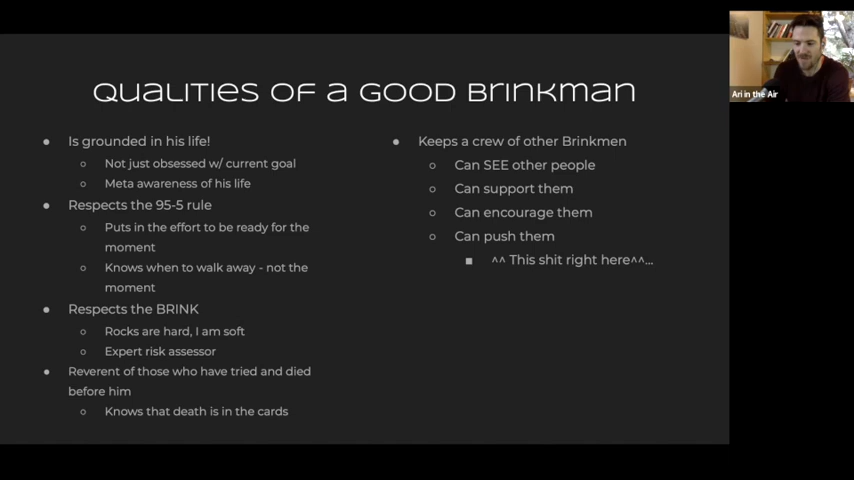 Qualities of a Good Brinkman
Is grounded in his life!
Not just obsessed w/ current goal
Meta awareness of his life
Respects the 95-5 rule
Puts in the effort to be ready for the
moment
Knows when to walk away - not the
moment
Respects the BRINK
Rocks are hard, I am soft
Expert risk assessor
Reverent of those who have tried and died
before him
Knows that death is in the cards
Keeps a crew of other Brinkmen
Can SEE other people
Can support them
Can encourage them
Can push them
^^ This shit right here^^...
Ari in the Air